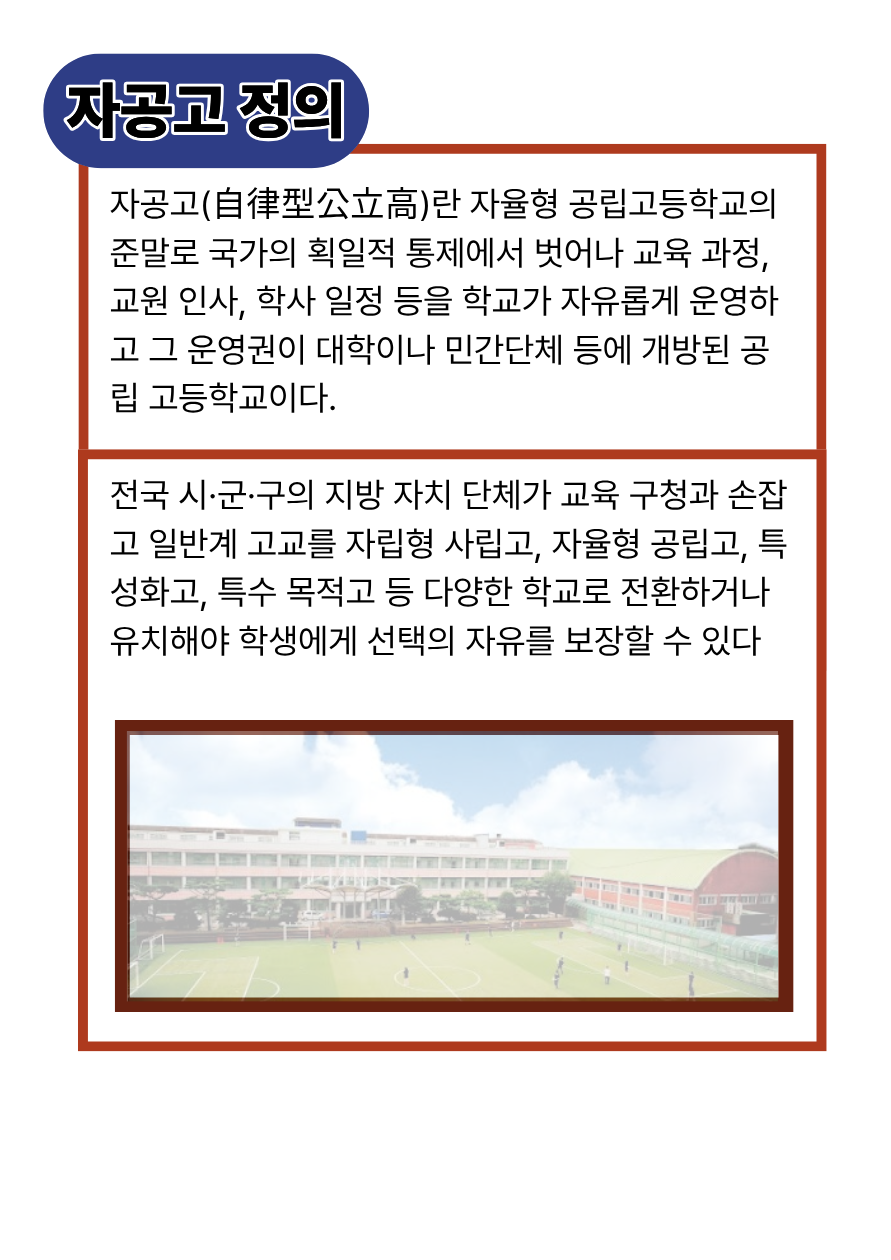 자공고 정의
자공고(自律型公立高)란 자율형 공립고등학교의
준말로 국가의 획일적 통제에서 벗어나 교육 과정,
교원 인사, 학사 일정 등을 학교가 자유롭게 운영하
고 그 운영권이 대학이나 민간단체 등에 개방된 공
립 고등학교이다.
전국 시·군·구의 지방 자치 단체가 교육 구청과 손잡
고 일반계 고교를 자립형 사립고, 자율형 공립고, 특
성화고, 특수 목적고 등 다양한 학교로 전환하거나
유치해야 학생에게 선택의 자유를 보장할 수 있다